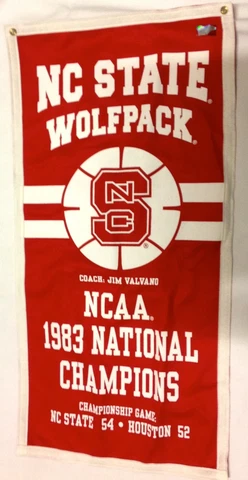 NC STATE®
WOLFPACK®
NCS
®
COACH: JIM VALVANO
NCAA®
1983 NATIONAL
CHAMPIONS
CHAMPIONSHIP GAME:
NC STATE 54 • HOUSTON 52